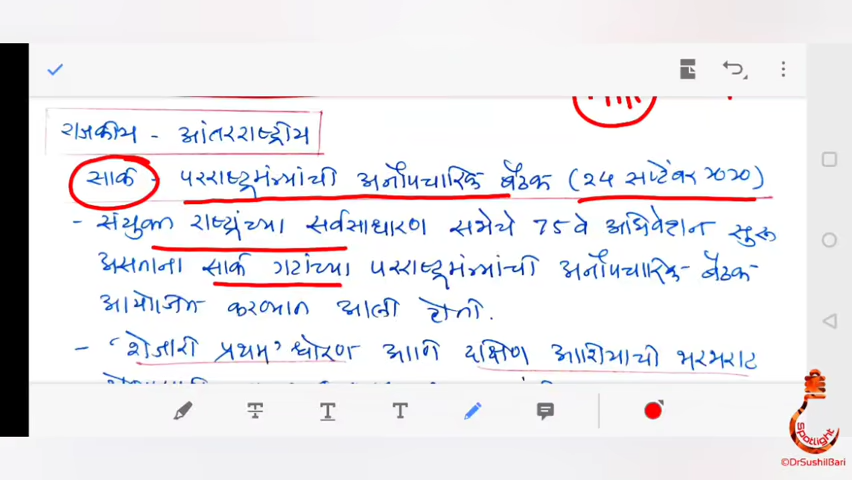 राजकीय - आंतरराष्ट्रीय
सार्क - परराष्ट्रमंत्र्यांची अनौपचारिक बैठक (२४ सप्टेंबर २०२०)
- संयुक्त राष्ट्रांच्या सर्वसाधारण सभेचे 75 वे अधिवेशन सुरू
असताना सार्क गटांच्या परराष्ट्रमंत्र्यांची अनौपचारिक बैठक
आयोजित करण्यात आली होती.
- 'शेजारी प्रथम' धोरण आणि दक्षिण आशियाची भरभराट
T T T
Spotlight
©DrSushilBari